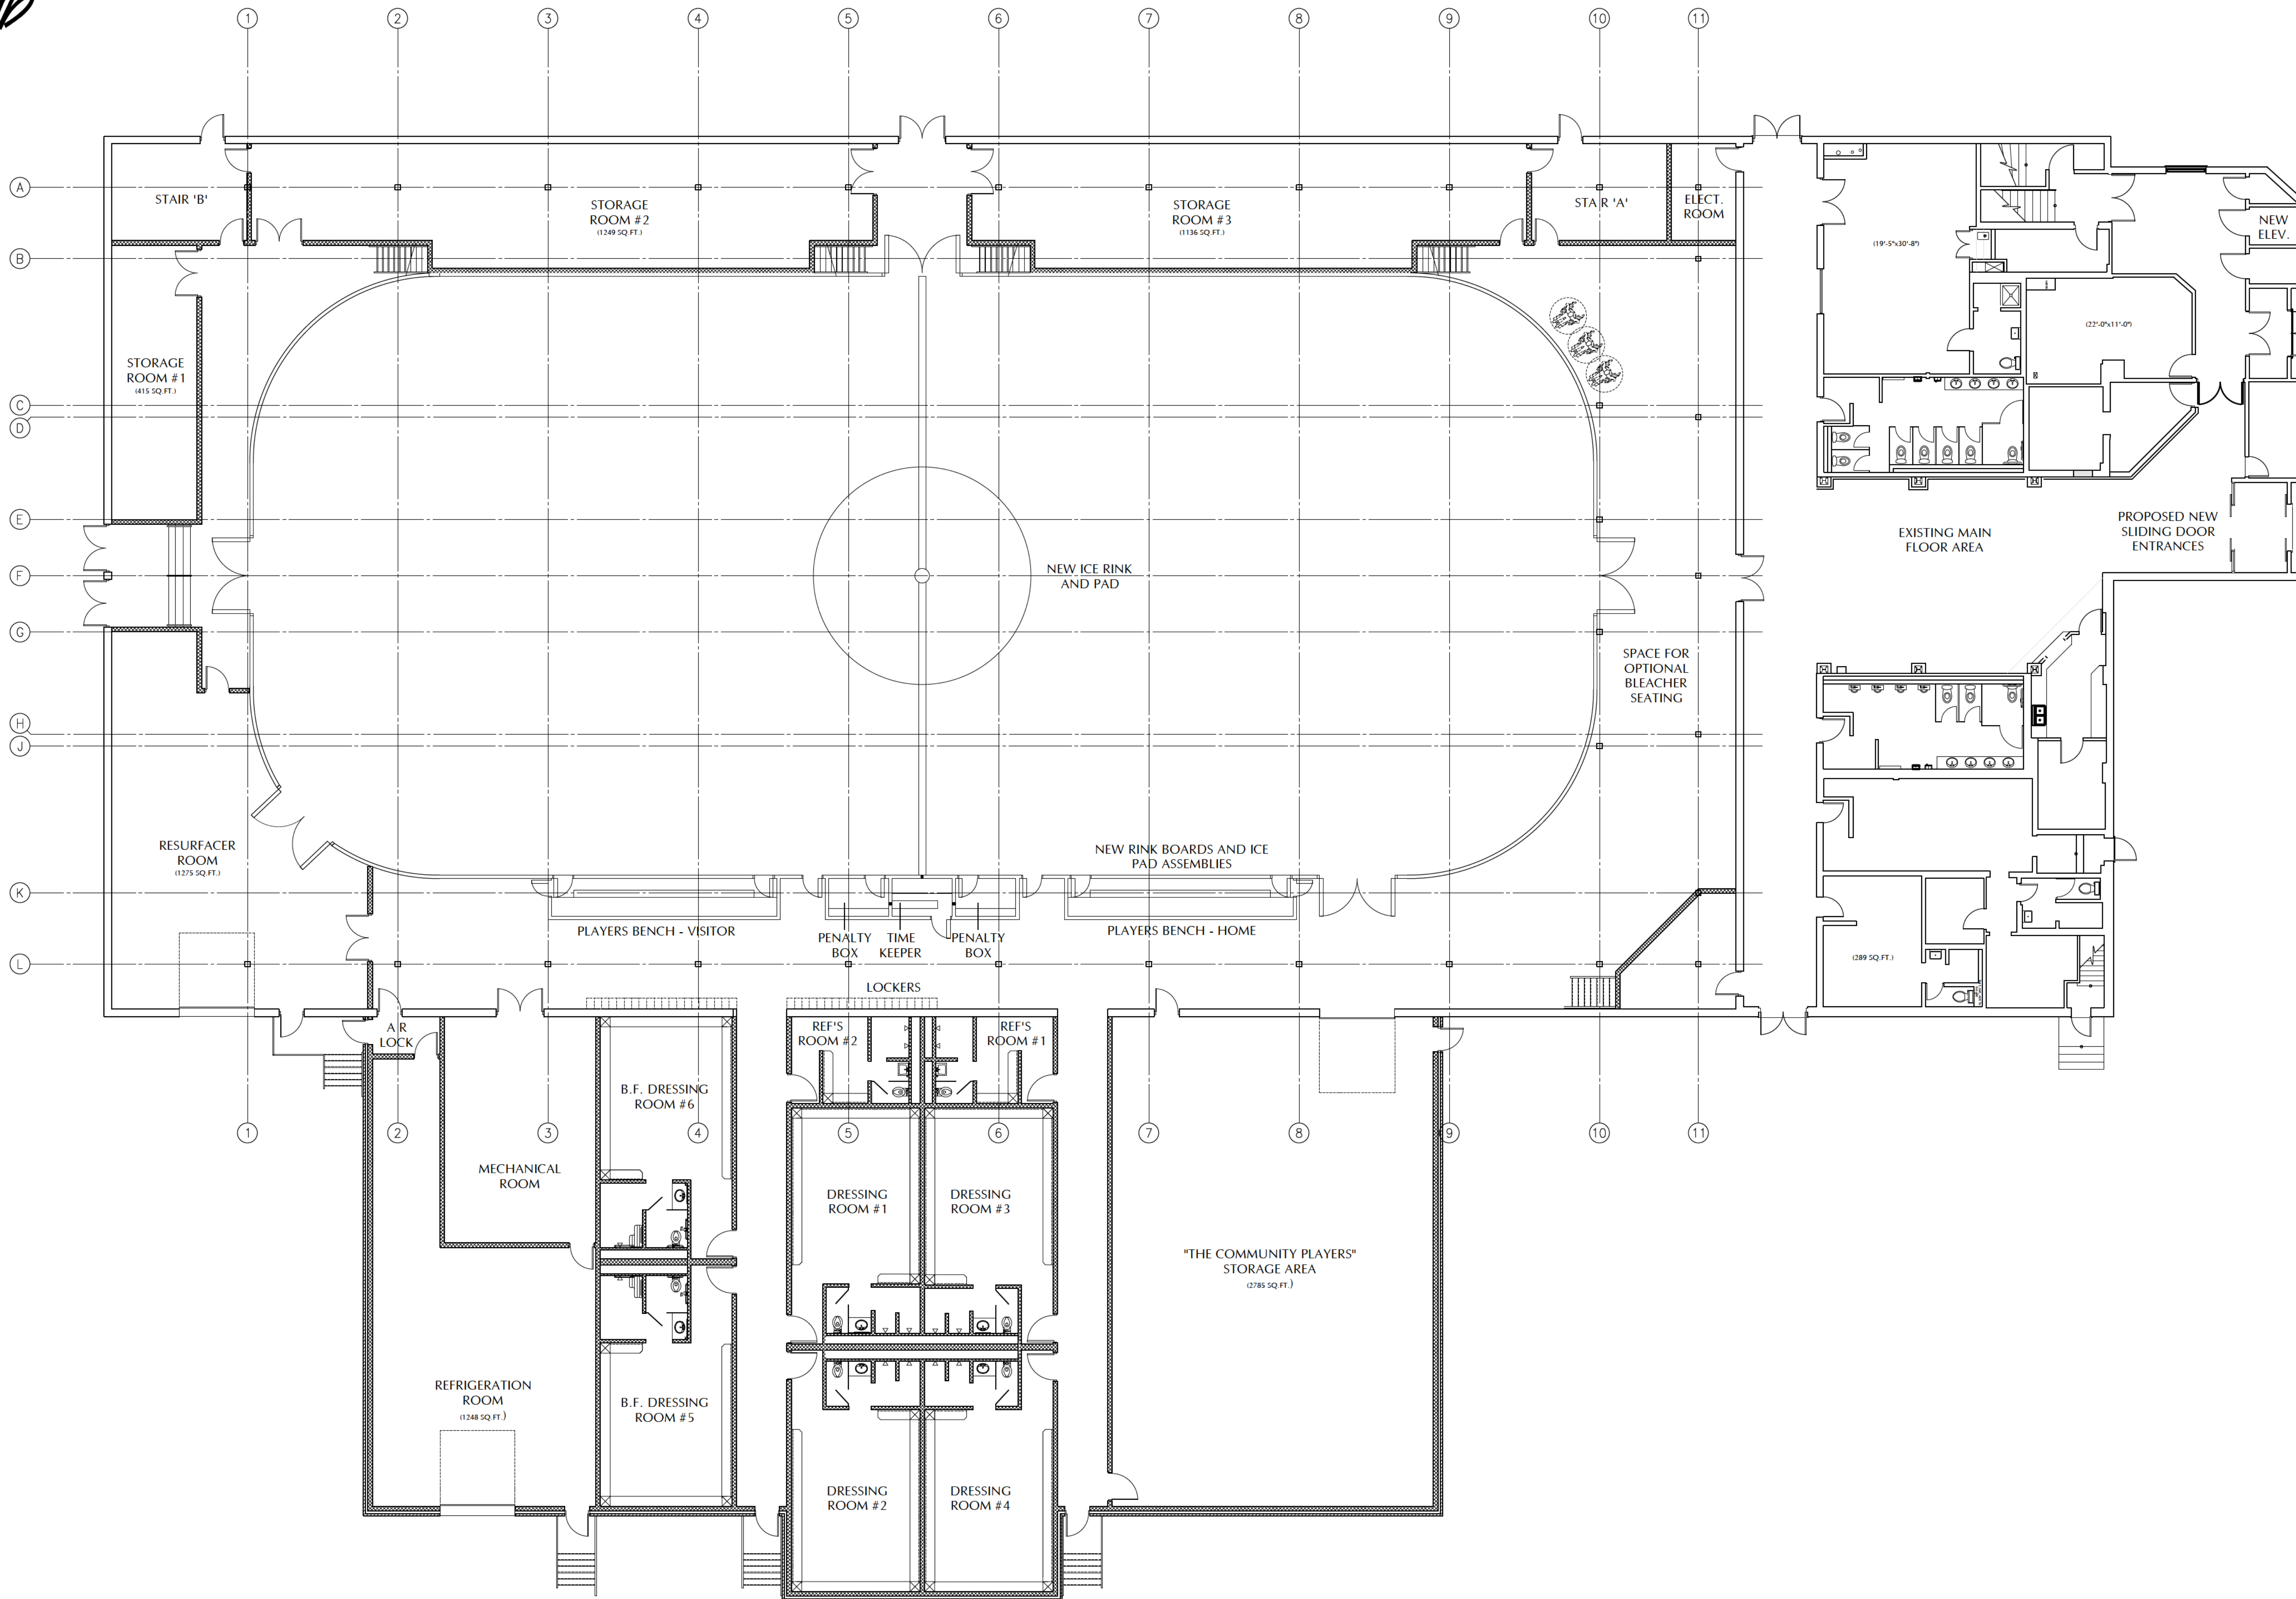 1 2 3 4 5 6 7 8 9 10 11
A
B
C
D
E
F
G
H
J
K
L
STAIR 'B'
STORAGE
ROOM #2
(1249 SQ.FT.)
STORAGE
ROOM #3
(1136 SQ.FT.)
STA R 'A'
ELECT.
ROOM
(19'-5"x30'-8")
NEW
ELEV.
(22'-0"x11'-0")
STORAGE
ROOM #1
(415 SQ.FT.)
NEW ICE RINK
AND PAD
EXISTING MAIN
FLOOR AREA
PROPOSED NEW
SLIDING DOOR
ENTRANCES
SPACE FOR
OPTIONAL
BLEACHER
SEATING
RESURFACER
ROOM
(1275 SQ.FT.)
NEW RINK BOARDS AND ICE
PAD ASSEMBLIES
PLAYERS BENCH - VISITOR
PENALTY
BOX
TIME
KEEPER
PENALTY
BOX
PLAYERS BENCH - HOME
(289 SQ.FT.)
LOCKERS
A R
LOCK
REF'S
ROOM #2
REF'S
ROOM #1
B.F. DRESSING
ROOM #6
1 2 3 4 5 6 7 8 9 10 11
MECHANICAL
ROOM
DRESSING
ROOM #1
DRESSING
ROOM #3
"THE COMMUNITY PLAYERS"
STORAGE AREA
(2785 SQ.FT.)
REFRIGERATION
ROOM
(1248 SQ.FT.)
B.F. DRESSING
ROOM #5
DRESSING
ROOM #2
DRESSING
ROOM #4